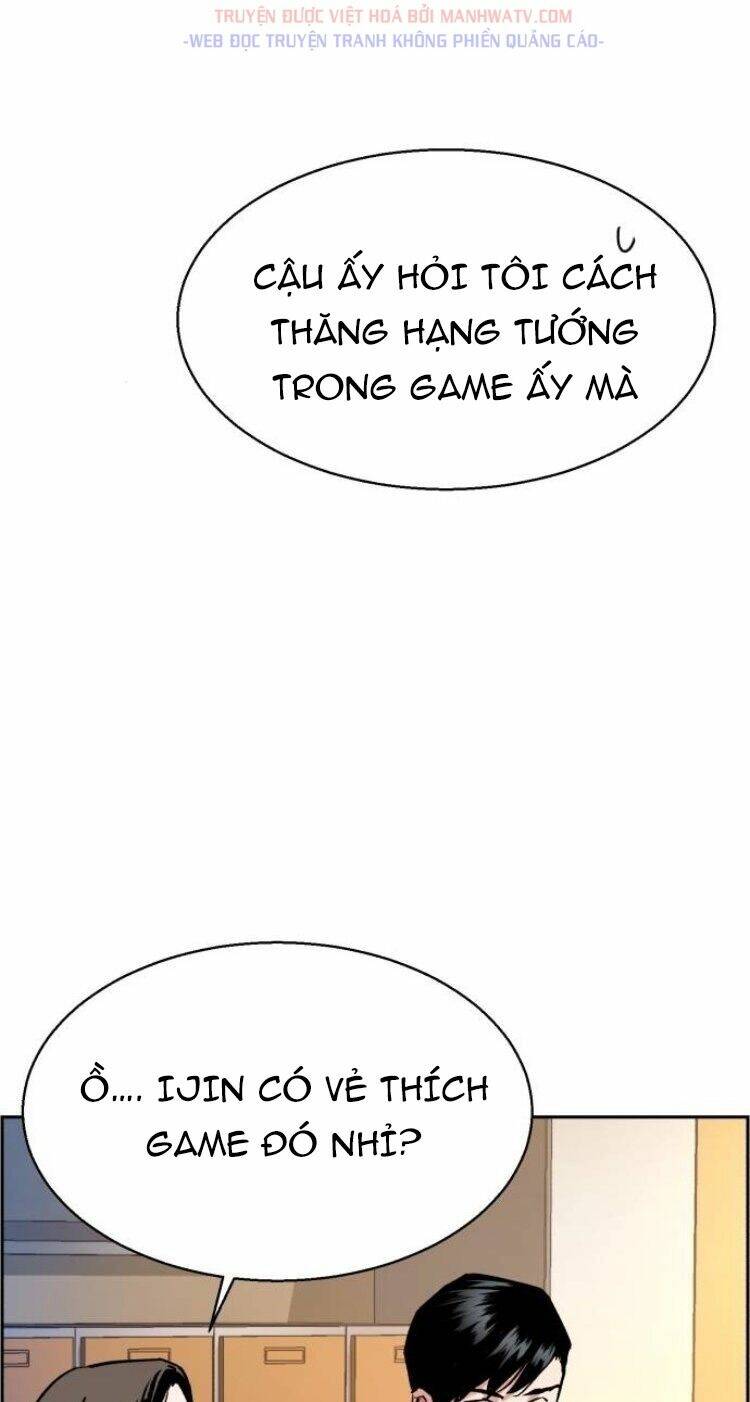 TRUYỆN ĐƯỢC VIỆT HOÁ BỞI MANHWATV.COM
-WEB ĐỌC TRUYỆN TRANH KHÔNG PHIỀN QUẢNG CÁO-
CẬU ẤY HỎI TÔI CÁCH
THĂNG HẠNG TƯỚNG
TRONG GAME ẤY MÀ
Ồ.... IJIN CÓ VẺ THÍCH
GAME ĐÓ NHỈ?